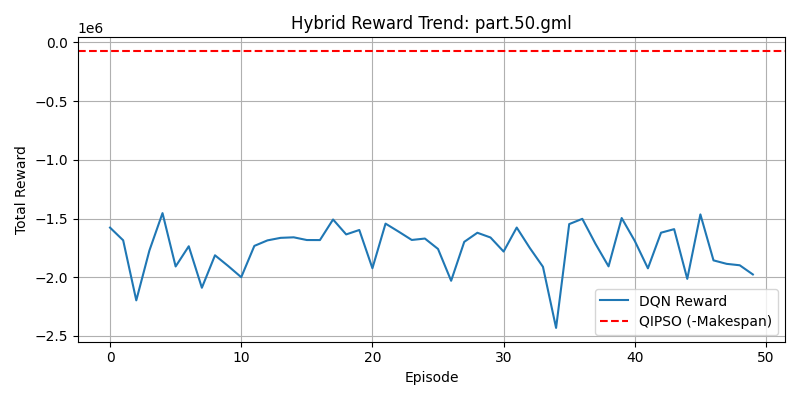 Hybrid Reward Trend: part.50.gml
1e6
0.0
−0.5
−1.0
−1.5
−2.0
−2.5
Total Reward
0
10
20
30
40
50
Episode
DQN Reward
QIPSO (-Makespan)